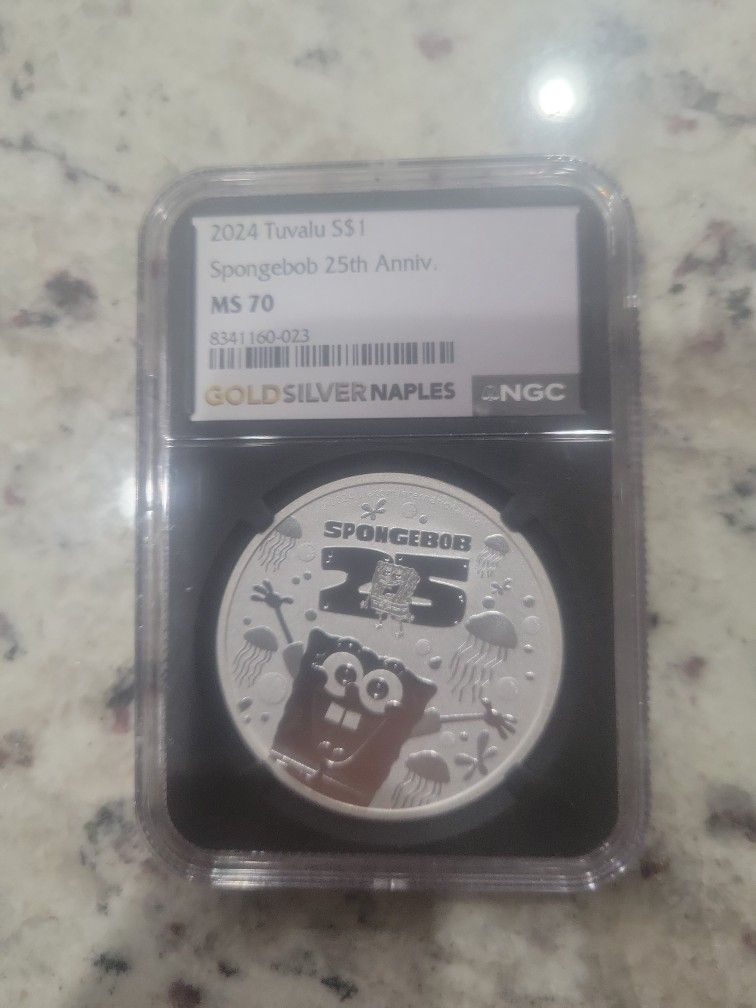 2024 Tuvalu S$1
Spongebob 25th Anniv.
MS 70
8341160-023
GOLDSILVERNAPLES
NGC
SPONGEBOB
25